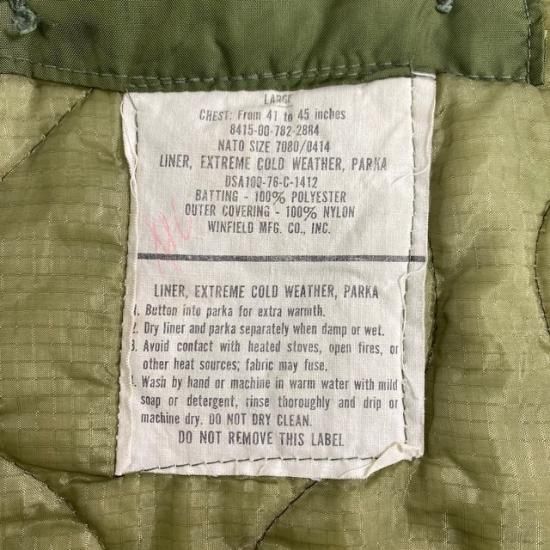 LARGE
CHEST: From 41 to 45 inches
8415-00-782-2884
NATO SIZE 7080/0414
LINER, EXTREME COLD WEATHER, PARKA
DSA100-76-C-1412
BATTING - 100% POLYESTER
OUTER COVERING - 100% NYLON
WINFIELD MFG. CO., INC.
LINER, EXTREME COLD WEATHER, PARKA
1. Button into parka for extra warmth.
2. Dry liner and parka separately when damp or wet.
3. Avoid contact with heated stoves, open fires, or
other heat sources; fabric may fuse.
. Wash by hand or machine in warm water with mild
soap or detergent, rinse thoroughly and drip or
machine dry. DO NOT DRY CLEAN.
DO NOT REMOVE THIS LABEL